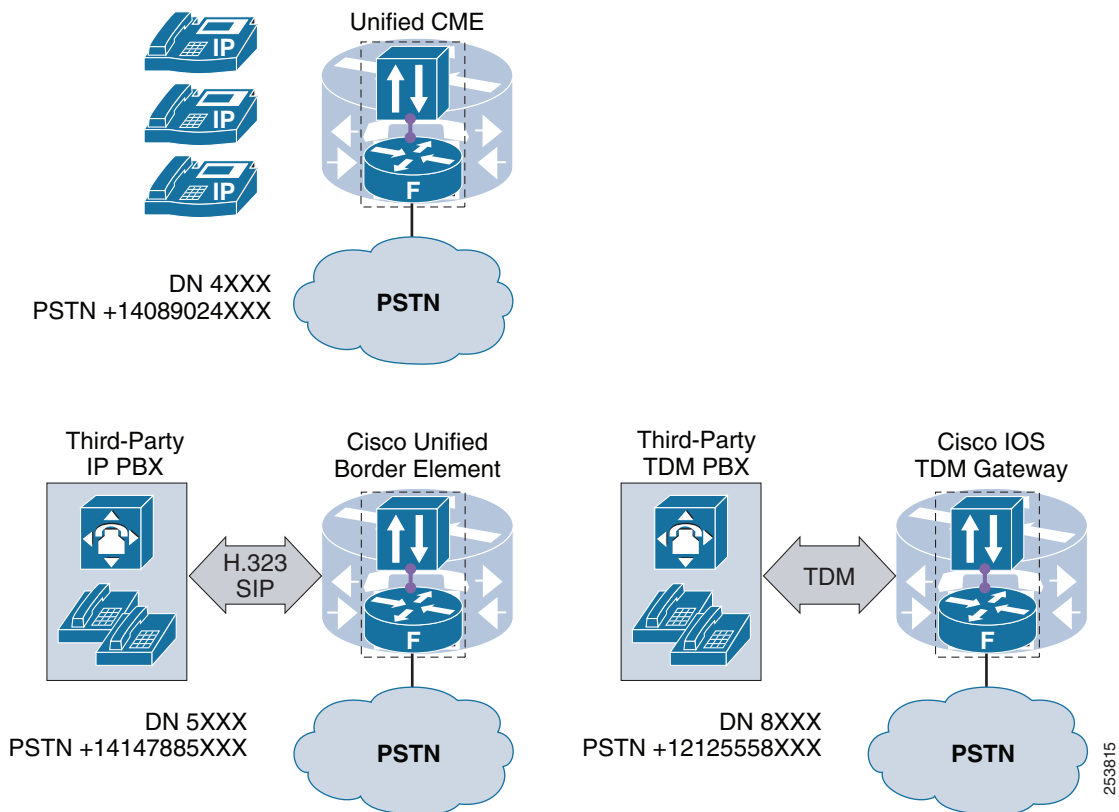 Unified CME
IP
IP
IP
F
DN 4XXX
PSTN +14089024XXX
PSTN
Third-Party
IP PBX
Cisco Unified
Border Element
H.323
SIP
F
DN 5XXX
PSTN +14147885XXX
PSTN
Third-Party
TDM PBX
Cisco IOS
TDM Gateway
TDM
F
DN 8XXX
PSTN +12125558XXX
PSTN
253815